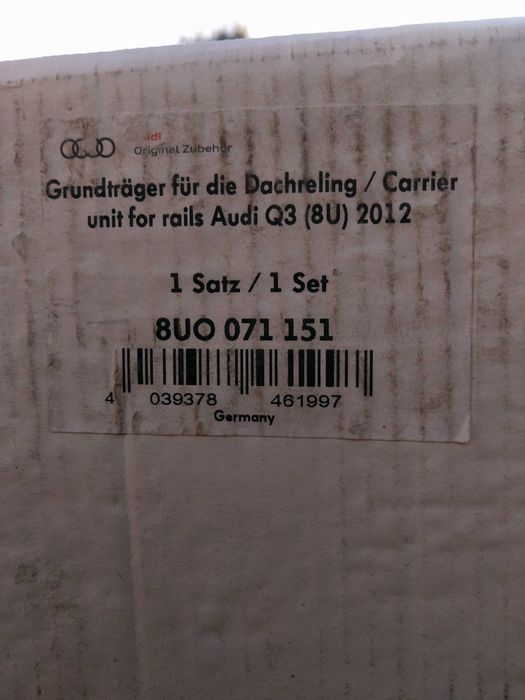 Original Zubehör
Grundträger für die Dachreling / Carrier
unit for rails Audi Q3 (8U) 2012
1 Satz / 1 Set
8U0 071 151
4 039378 461997
Germany